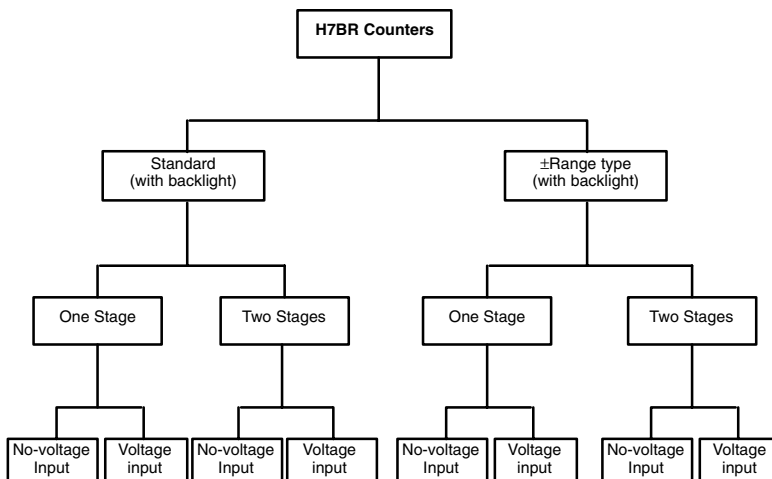 H7BR Counters
Standard
(with backlight)
±Range type
(with backlight)
One Stage
Two Stages
One Stage
Two Stages
No-voltage
Input
Voltage
input
No-voltage
Input
Voltage
input
No-voltage
Input
Voltage
input
No-voltage
Input
Voltage
input